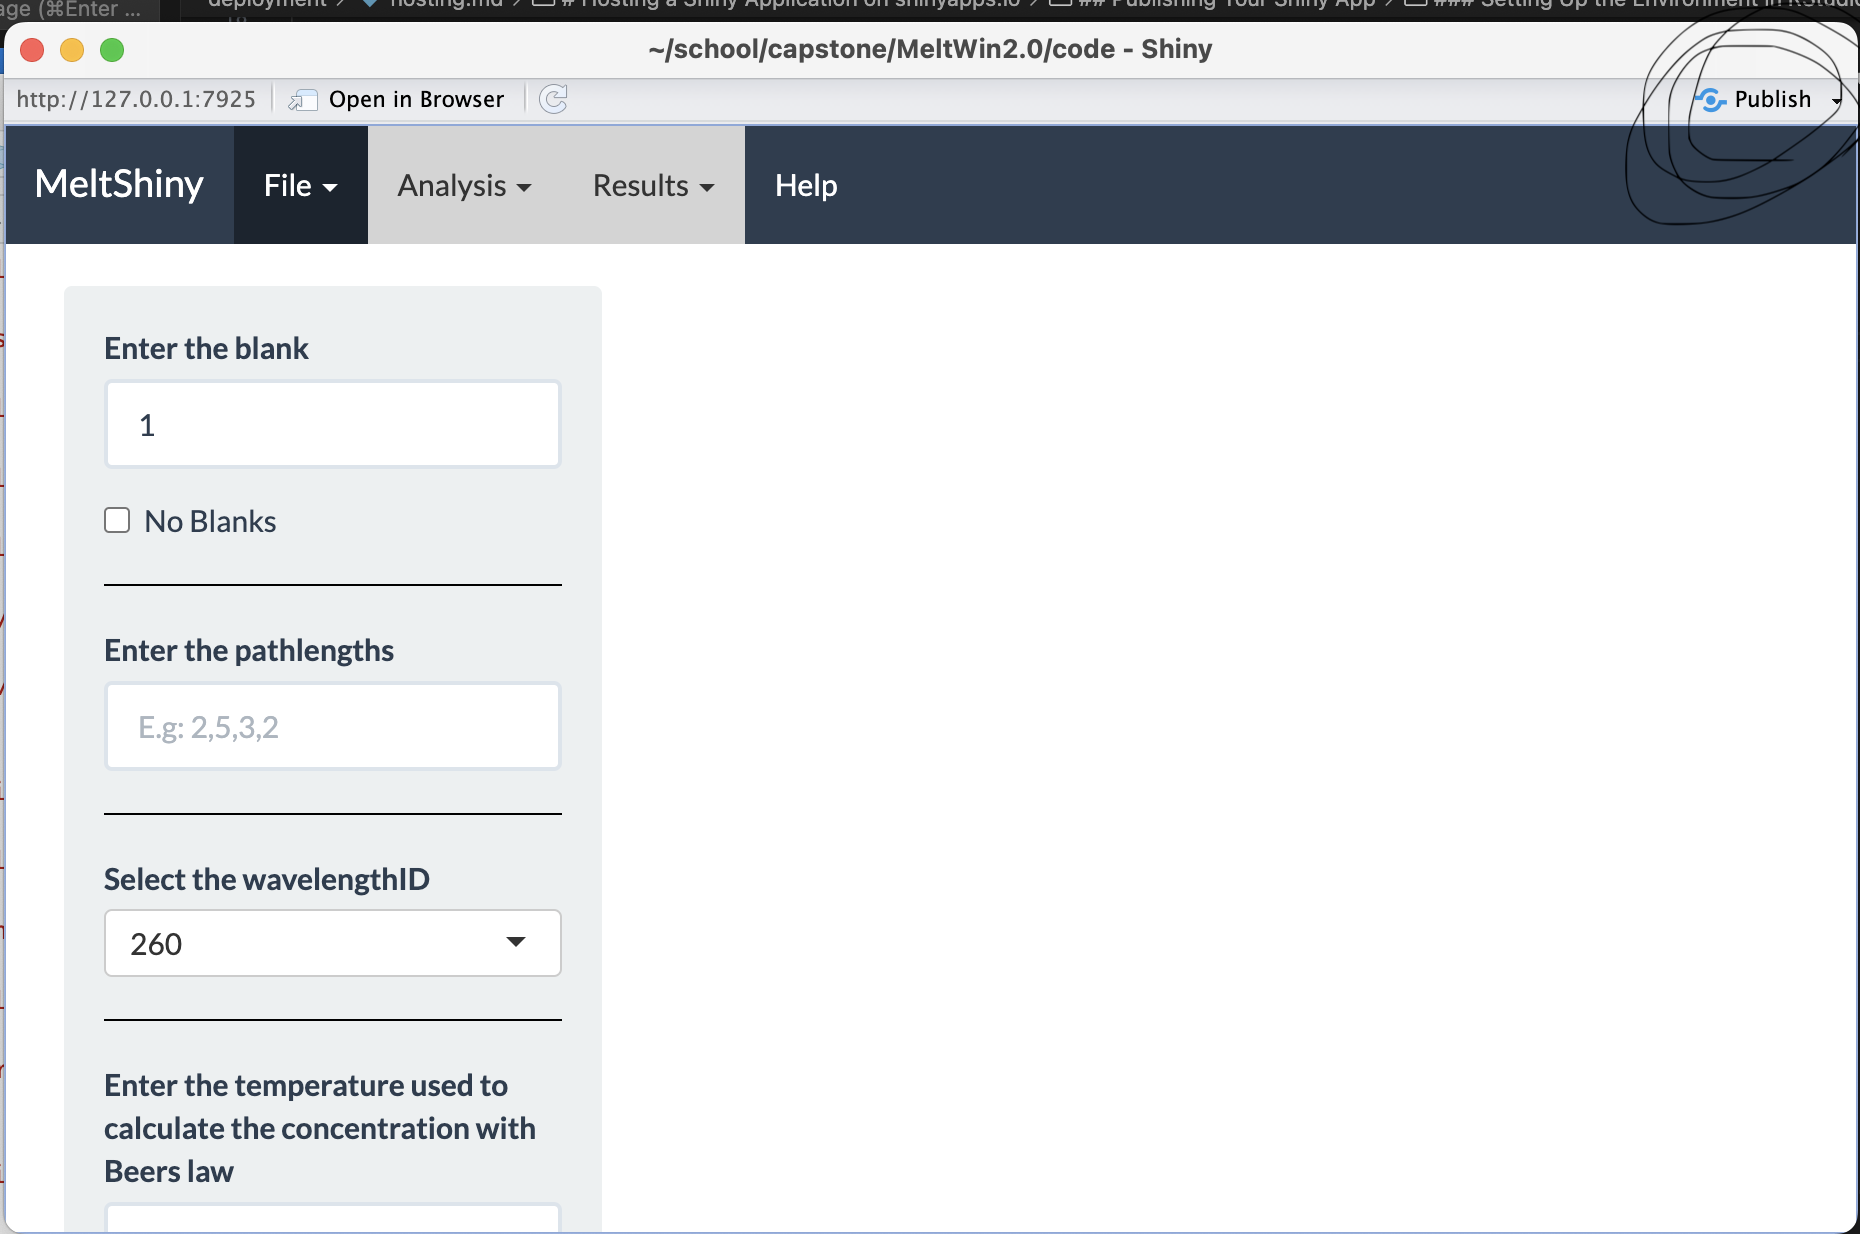 age (⌘Enter ...
deployment > hosting.md > # Hosting a Shiny Application on shinyapps.io > ## Publishing Your Shiny App > ### Setting Up the Environment in RStudio
~/school/capstone/MeltWin2.0/code - Shiny
http://127.0.0.1:7925 Open in Browser Publish
MeltShiny File Analysis Results Help
Enter the blank
1
No Blanks
Enter the pathlengths
E.g: 2,5,3,2
Select the wavelengthID
260
Enter the temperature used to
calculate the concentration with
Beers law